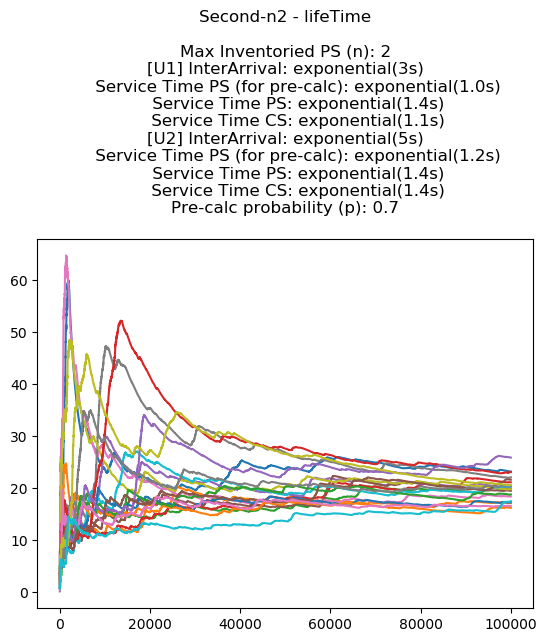 Second-n2 - lifeTime
Max Inventoried PS (n): 2
[U1] InterArrival: exponential(3s)
Service Time PS (for pre-calc): exponential(1.0s)
Service Time PS: exponential(1.4s)
Service Time CS: exponential(1.1s)
[U2] InterArrival: exponential(5s)
Service Time PS (for pre-calc): exponential(1.2s)
Service Time PS: exponential(1.4s)
Service Time CS: exponential(1.4s)
Pre-calc probability (p): 0.7
60
50
40
30
20
10
0
0 20000 40000 60000 80000 100000